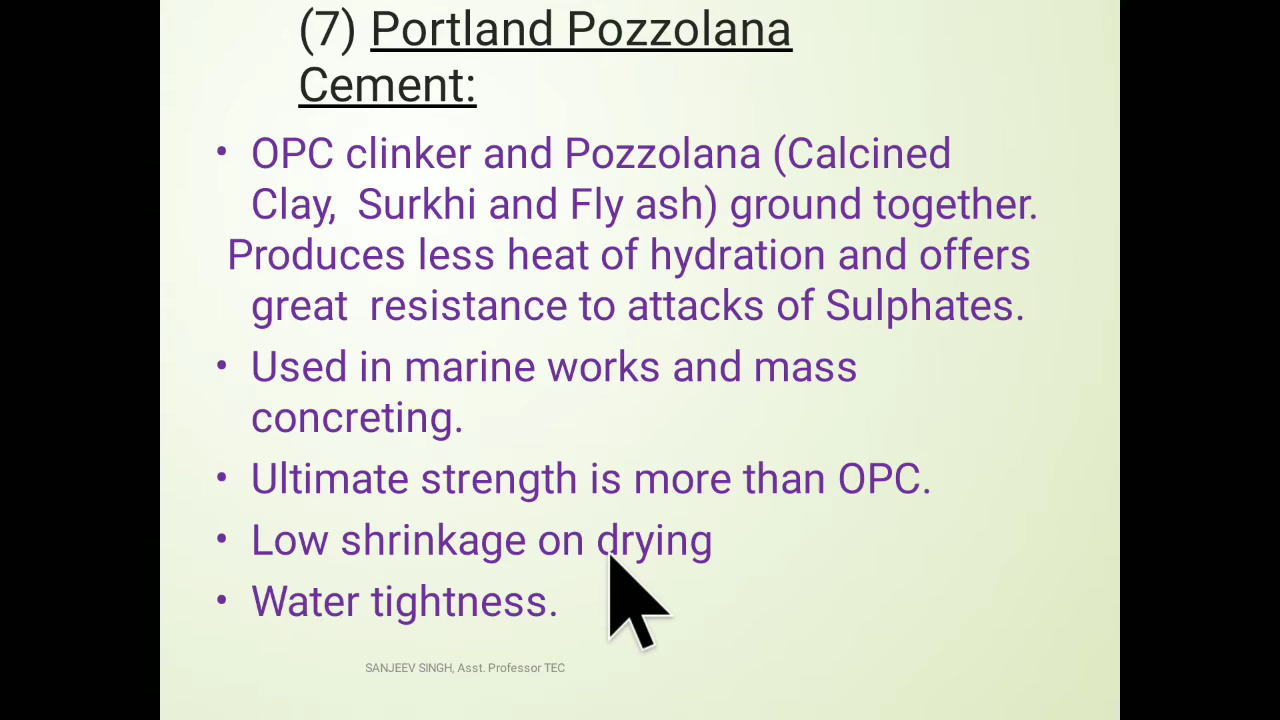 (7) Portland Pozzolana
Cement:
• OPC clinker and Pozzolana (Calcined
Clay, Surkhi and Fly ash) ground together.
Produces less heat of hydration and offers
great resistance to attacks of Sulphates.
• Used in marine works and mass
concreting.
• Ultimate strength is more than OPC.
• Low shrinkage on drying
• Water tightness.
SANJEEV SINGH, Asst. Professor TEC